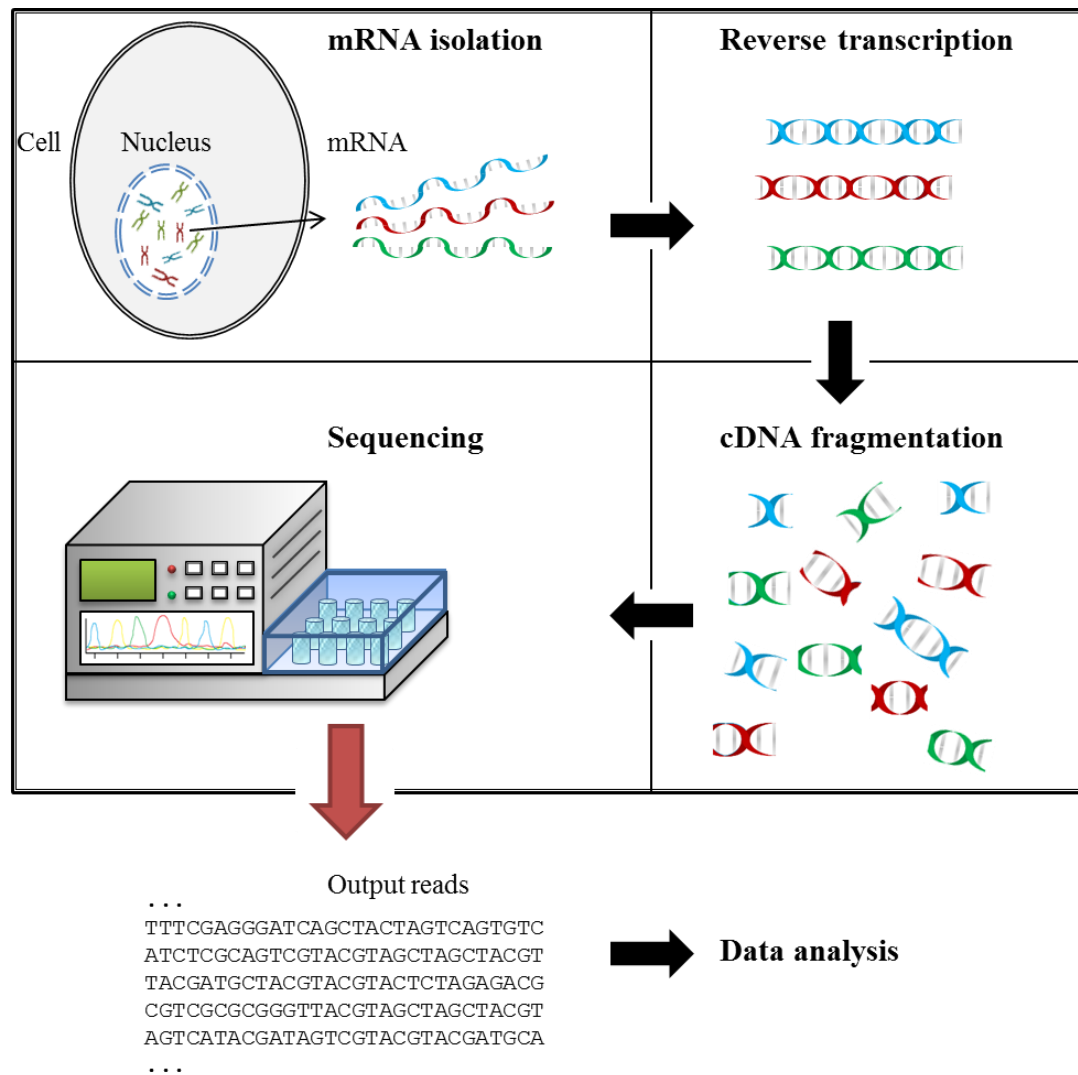 mRNA isolation
Cell
Nucleus
mRNA
Reverse transcription
cDNA fragmentation
Sequencing
Output reads
...
TTTCGAGGGATCAGCTACTAGTCAGTGTC
ATCTCGCAGTCGTACGTAGCTAGCTACGT
TACGATGCTACGTACGTACTCTAGAGACG
CGTCGCGCGGGTTACGTAGCTAGCTACGT
AGTCATACGATAGTCGTACGTACGATGCA
...
Data analysis